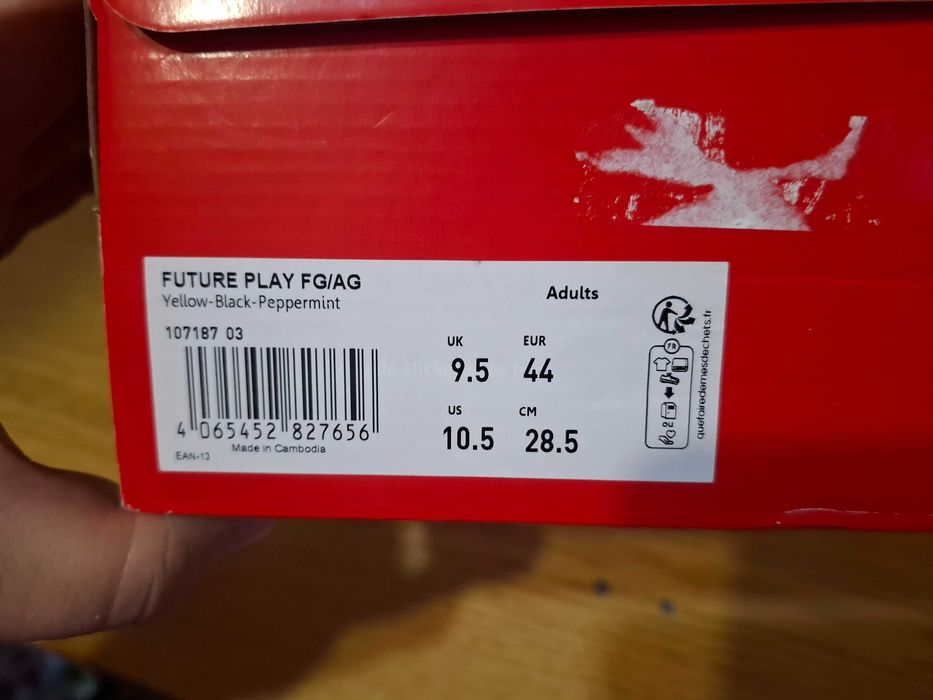 FUTURE PLAY FG/AG
Yellow-Black-Peppermint
Adults
107187 03
UK EUR
9.5 44
US CM
10.5 28.5
4 065452 827656
Made in Cambodia
EAN-13
FR
quefairedemesdechets.fr